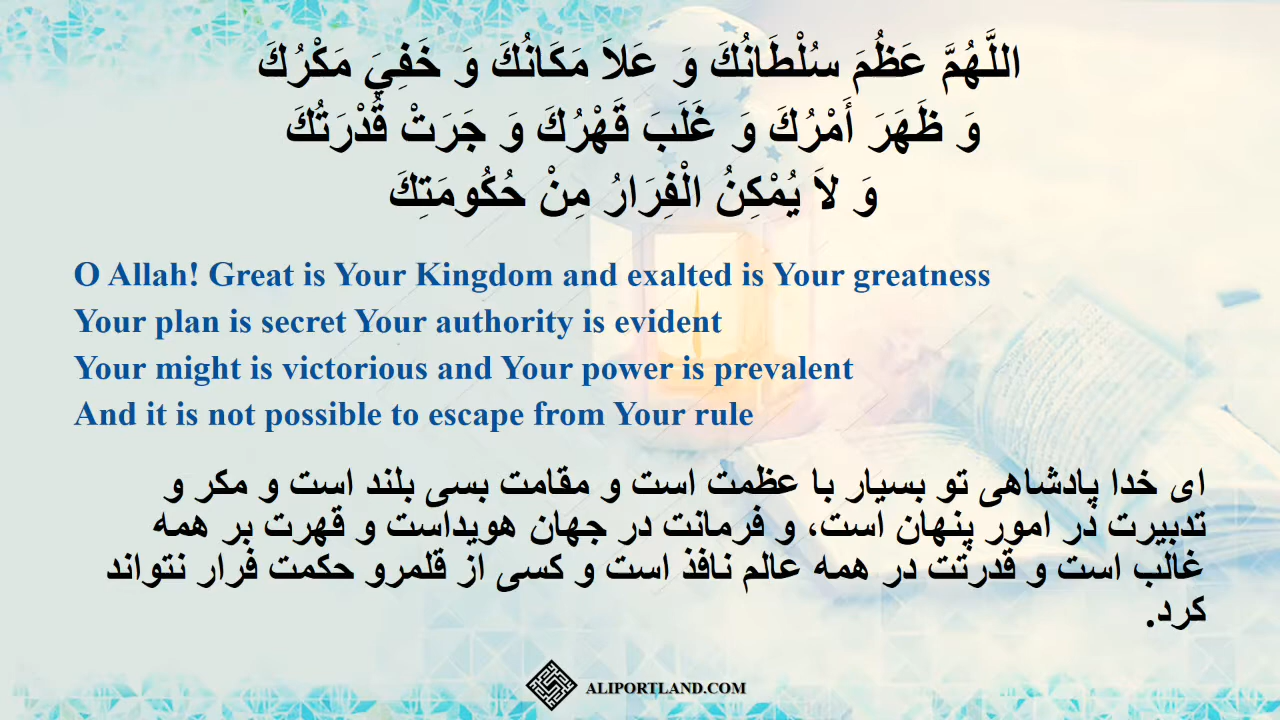 اللَّهُمَّ عَظُمَ سُلْطَانُكَ وَ عَلاَ مَكَانُكَ وَ خَفِيَ مَكْرُكَ
وَ ظَهَرَ أَمْرُكَ وَ غَلَبَ قَهْرُكَ وَ جَرَتْ قُدْرَتُكَ
وَ لاَ يُمْكِنُ الْفِرَارُ مِنْ حُكُومَتِكَ
O Allah! Great is Your Kingdom and exalted is Your greatness
Your plan is secret Your authority is evident
Your might is victorious and Your power is prevalent
And it is not possible to escape from Your rule
ای خدا پادشاهی تو بسیار با عظمت است و مقامت بسی بلند است و مکر و
تدبیرت در امور پنهان است، و فرمانت در جهان هویداست و قهرت بر همه
غالب است و قدرتت در همه عالم نافذ است و کسی از قلمرو حکمت فرار نتواند
کرد.
ALIPORTLAND.COM